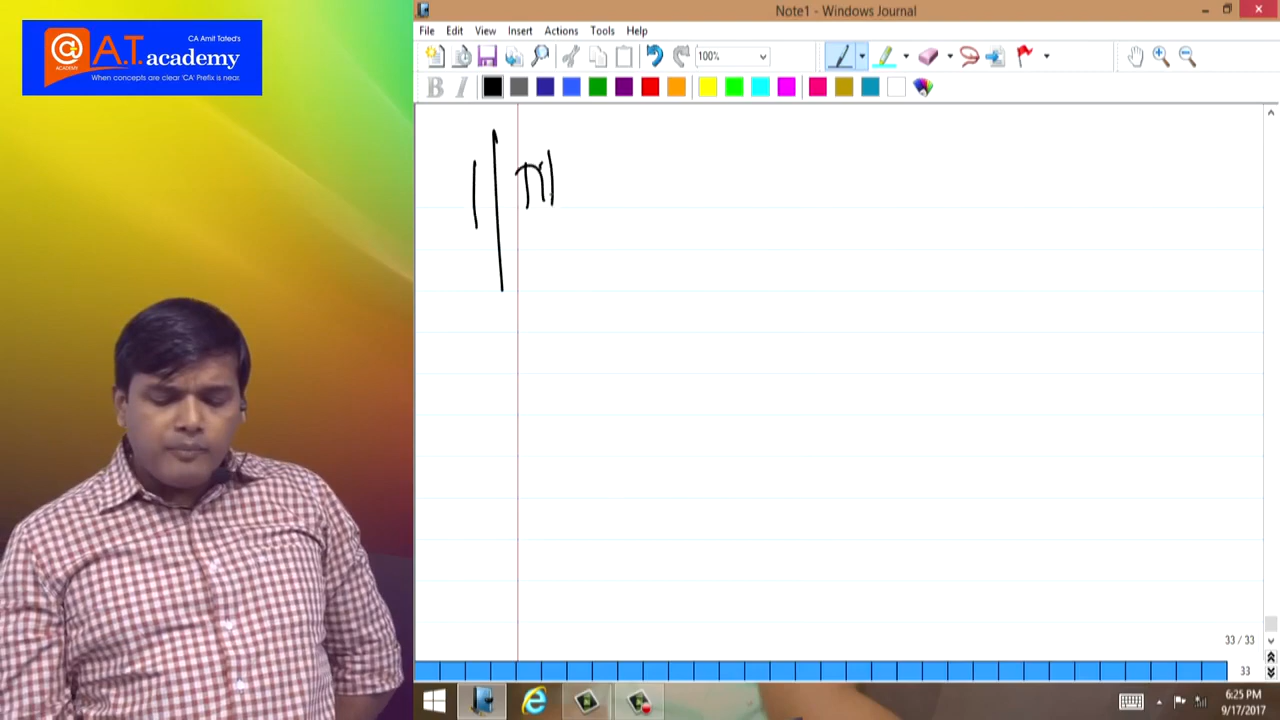 CA Amit Tated's
@ A.T.
ACADEMY academy
When concepts are clear 'CA' Prefix is near.
Note1 - Windows Journal
File Edit View Insert Actions Tools Help
100%
B I
33 / 33
33
6:25 PM
9/17/2017